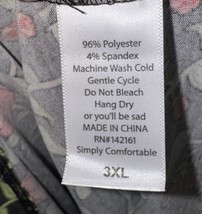 96% Polyester
4% Spandex
Machine Wash Cold
Gentle Cycle
Do Not Bleach
Hang Dry
or you'll be sad
MADE IN CHINA
RN#142161
Simply Comfortable
3XL